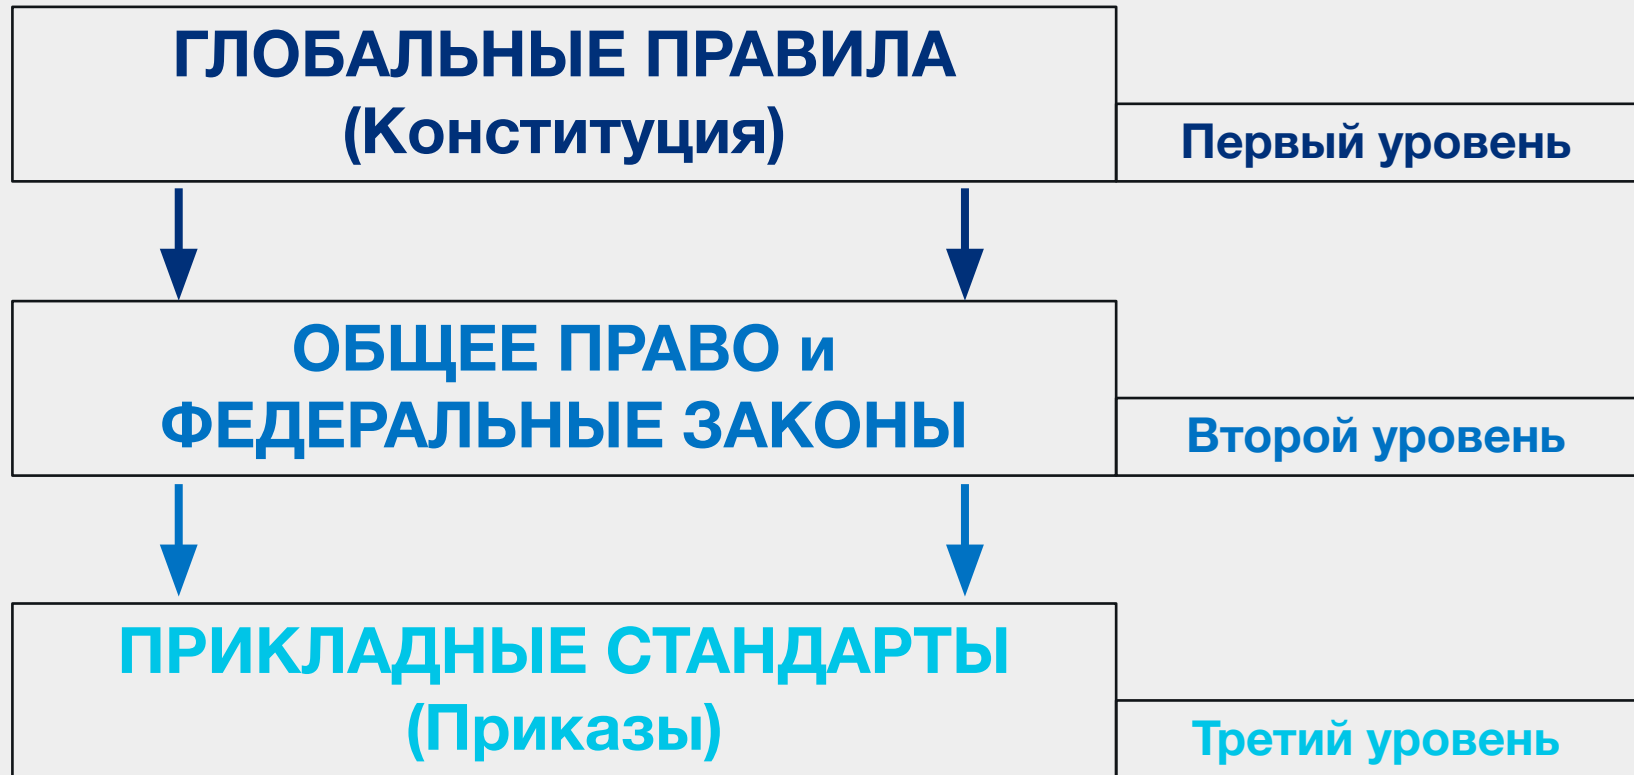 ГЛОБАЛЬНЫЕ ПРАВИЛА
(Конституция)
Первый уровень
ОБЩЕЕ ПРАВО и
ФЕДЕРАЛЬНЫЕ ЗАКОНЫ
Второй уровень
ПРИКЛАДНЫЕ СТАНДАРТЫ
(Приказы)
Третий уровень